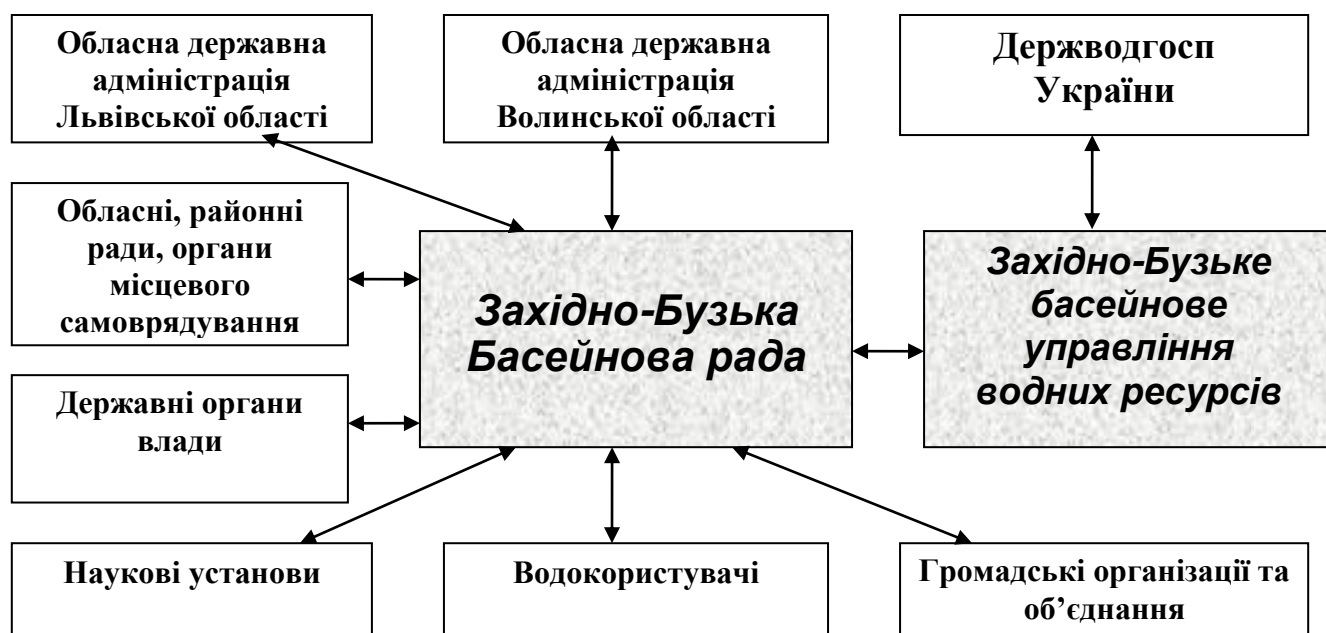 Обласна державна
адміністрація
Львівської області
Обласна державна
адміністрація
Волинської області
Держводгосп
України
Обласні, районні
ради, органи
місцевого
самоврядування
Західно-Бузька
Басейнова рада
Західно-Бузьке
басейнове
управління
водних ресурсів
Державні органи
влади
Наукові установи
Водокористувачі
Громадські організації та
об’єднання